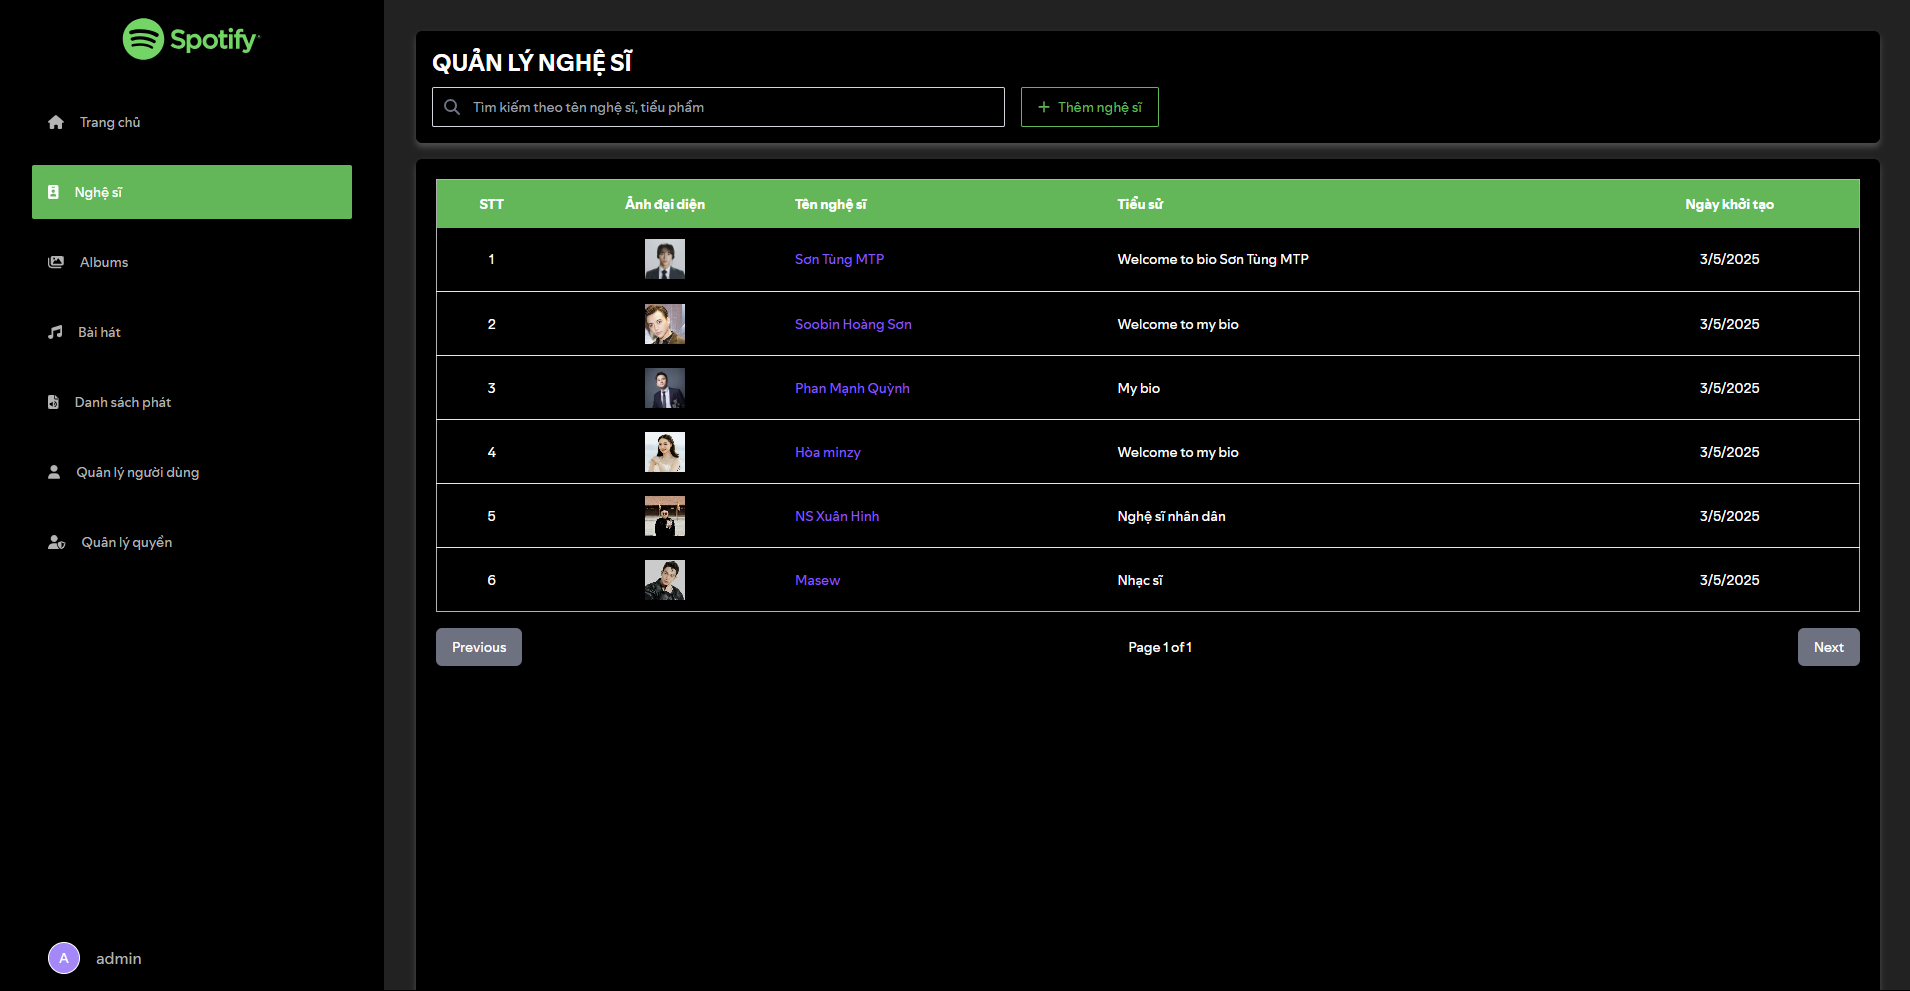 Spotify
Trang chủ
Nghệ sĩ
Albums
Bài hát
Danh sách phát
Quản lý người dùng
Quản lý quyền
A admin
QUẢN LÝ NGHỆ SĨ
Tìm kiếm theo tên nghệ sĩ, tiểu phẩm
+ Thêm nghệ sĩ
STT Ảnh đại diện Tên nghệ sĩ Tiểu sử Ngày khởi tạo
1 Sơn Tùng MTP Welcome to bio Sơn Tùng MTP 3/5/2025
2 Soobin Hoàng Sơn Welcome to my bio 3/5/2025
3 Phan Mạnh Quỳnh My bio 3/5/2025
4 Hòa minzy Welcome to my bio 3/5/2025
5 NS Xuân Hinh Nghệ sĩ nhân dân 3/5/2025
6 Masew Nhạc sĩ 3/5/2025
Previous Page 1 of 1 Next